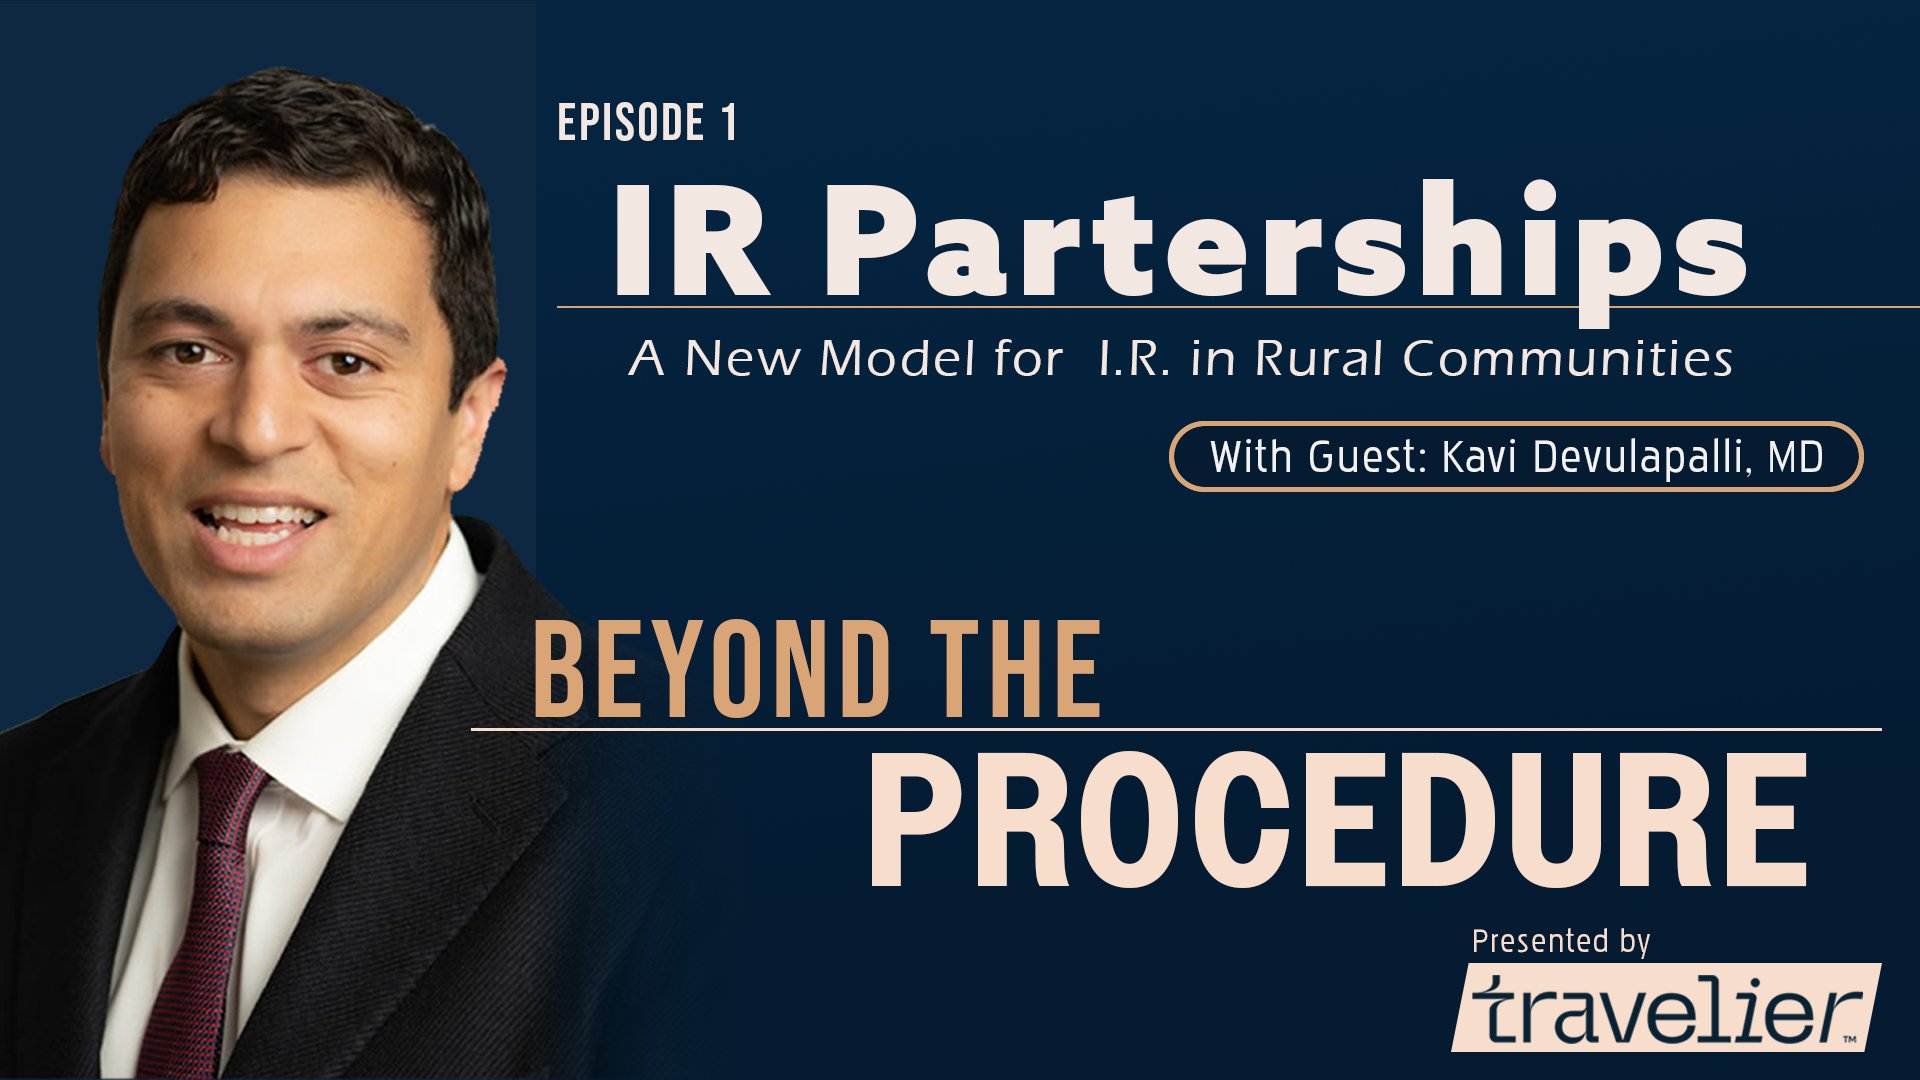 EPISODE 1
IR Parterships
A New Model for I.R. in Rural Communities
With Guest: Kavi Devulapalli, MD
BEYOND THE
PROCEDURE
Presented by
travelier™